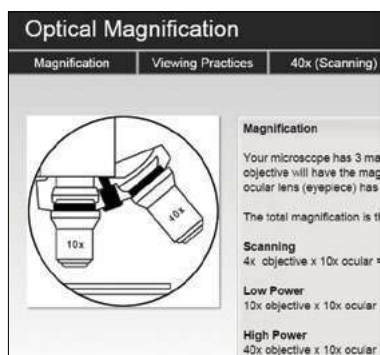 Optical Magnification
Magnification
Viewing Practices
40x (Scanning)
10x
40x
Magnification
Your microscope has 3 ma
objective will have the mag
ocular lens (eyepiece) has
The total magnification is th
Scanning
4x objective x 10x ocular =
Low Power
10x objective x 10x ocular
High Power
40x objective x 10x ocular